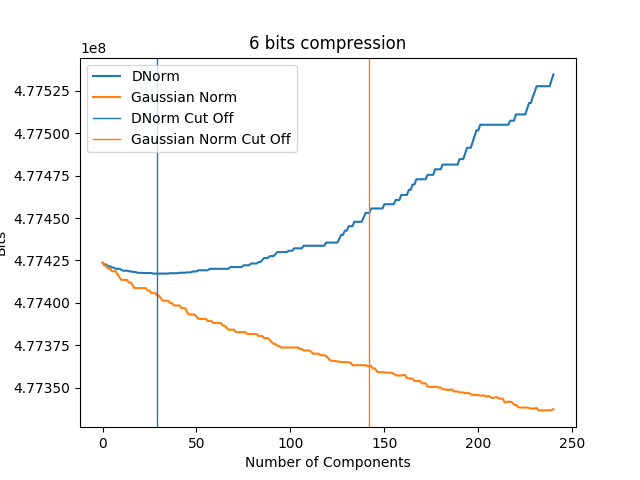 6 bits compression
1e8
DNorm
Gaussian Norm
DNorm Cut Off
Gaussian Norm Cut Off
4.77525
4.77500
4.77475
4.77450
4.77425
4.77400
4.77375
4.77350
Bits
0 50 100 150 200 250
Number of Components